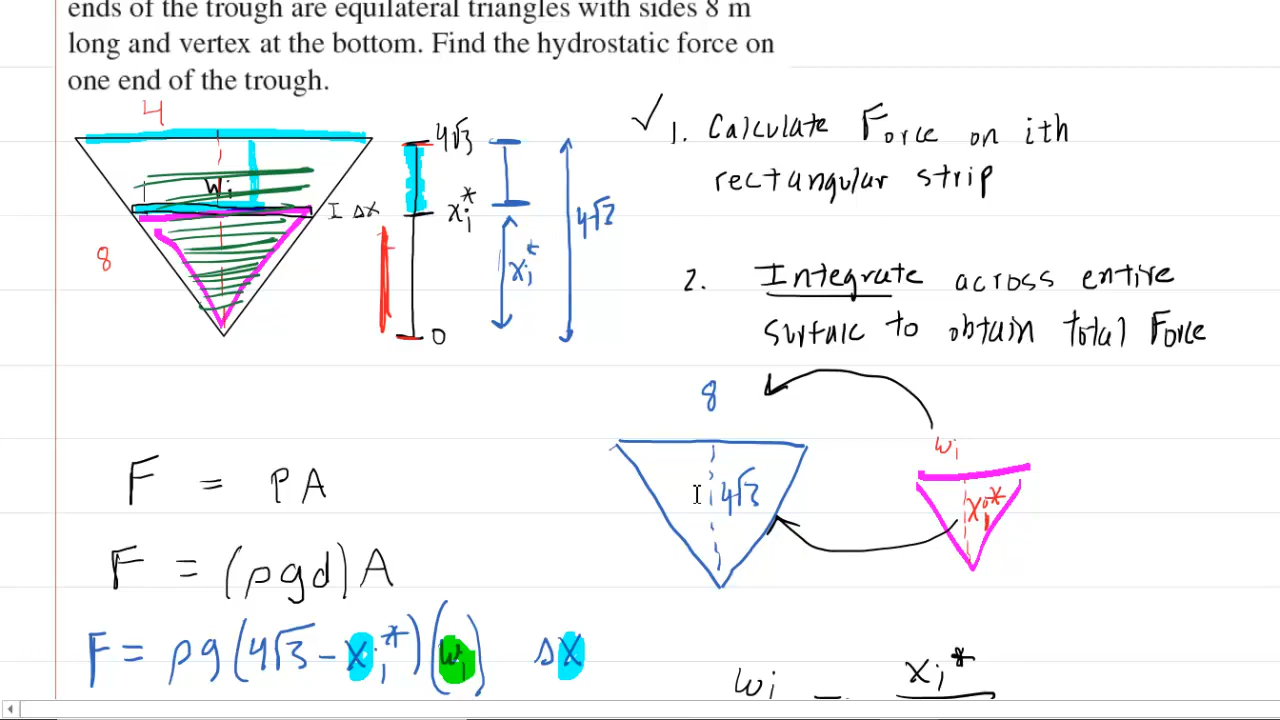 ends of the trough are equilateral triangles with sides 8 m
long and vertex at the bottom. Find the hydrostatic force on
one end of the trough.
4
wi
8
I Δx
4√3
xi*
0
xi*
4√3
✓ 1. Calculate Force on ith
rectangular strip
2. Integrate across entire
surfaic to obtain total Force
8
4√3
wi
xi*
F = PA
F = (ρgd)A
F = ρg(4√3 - xi*)(wi) Δx
wi = xi*